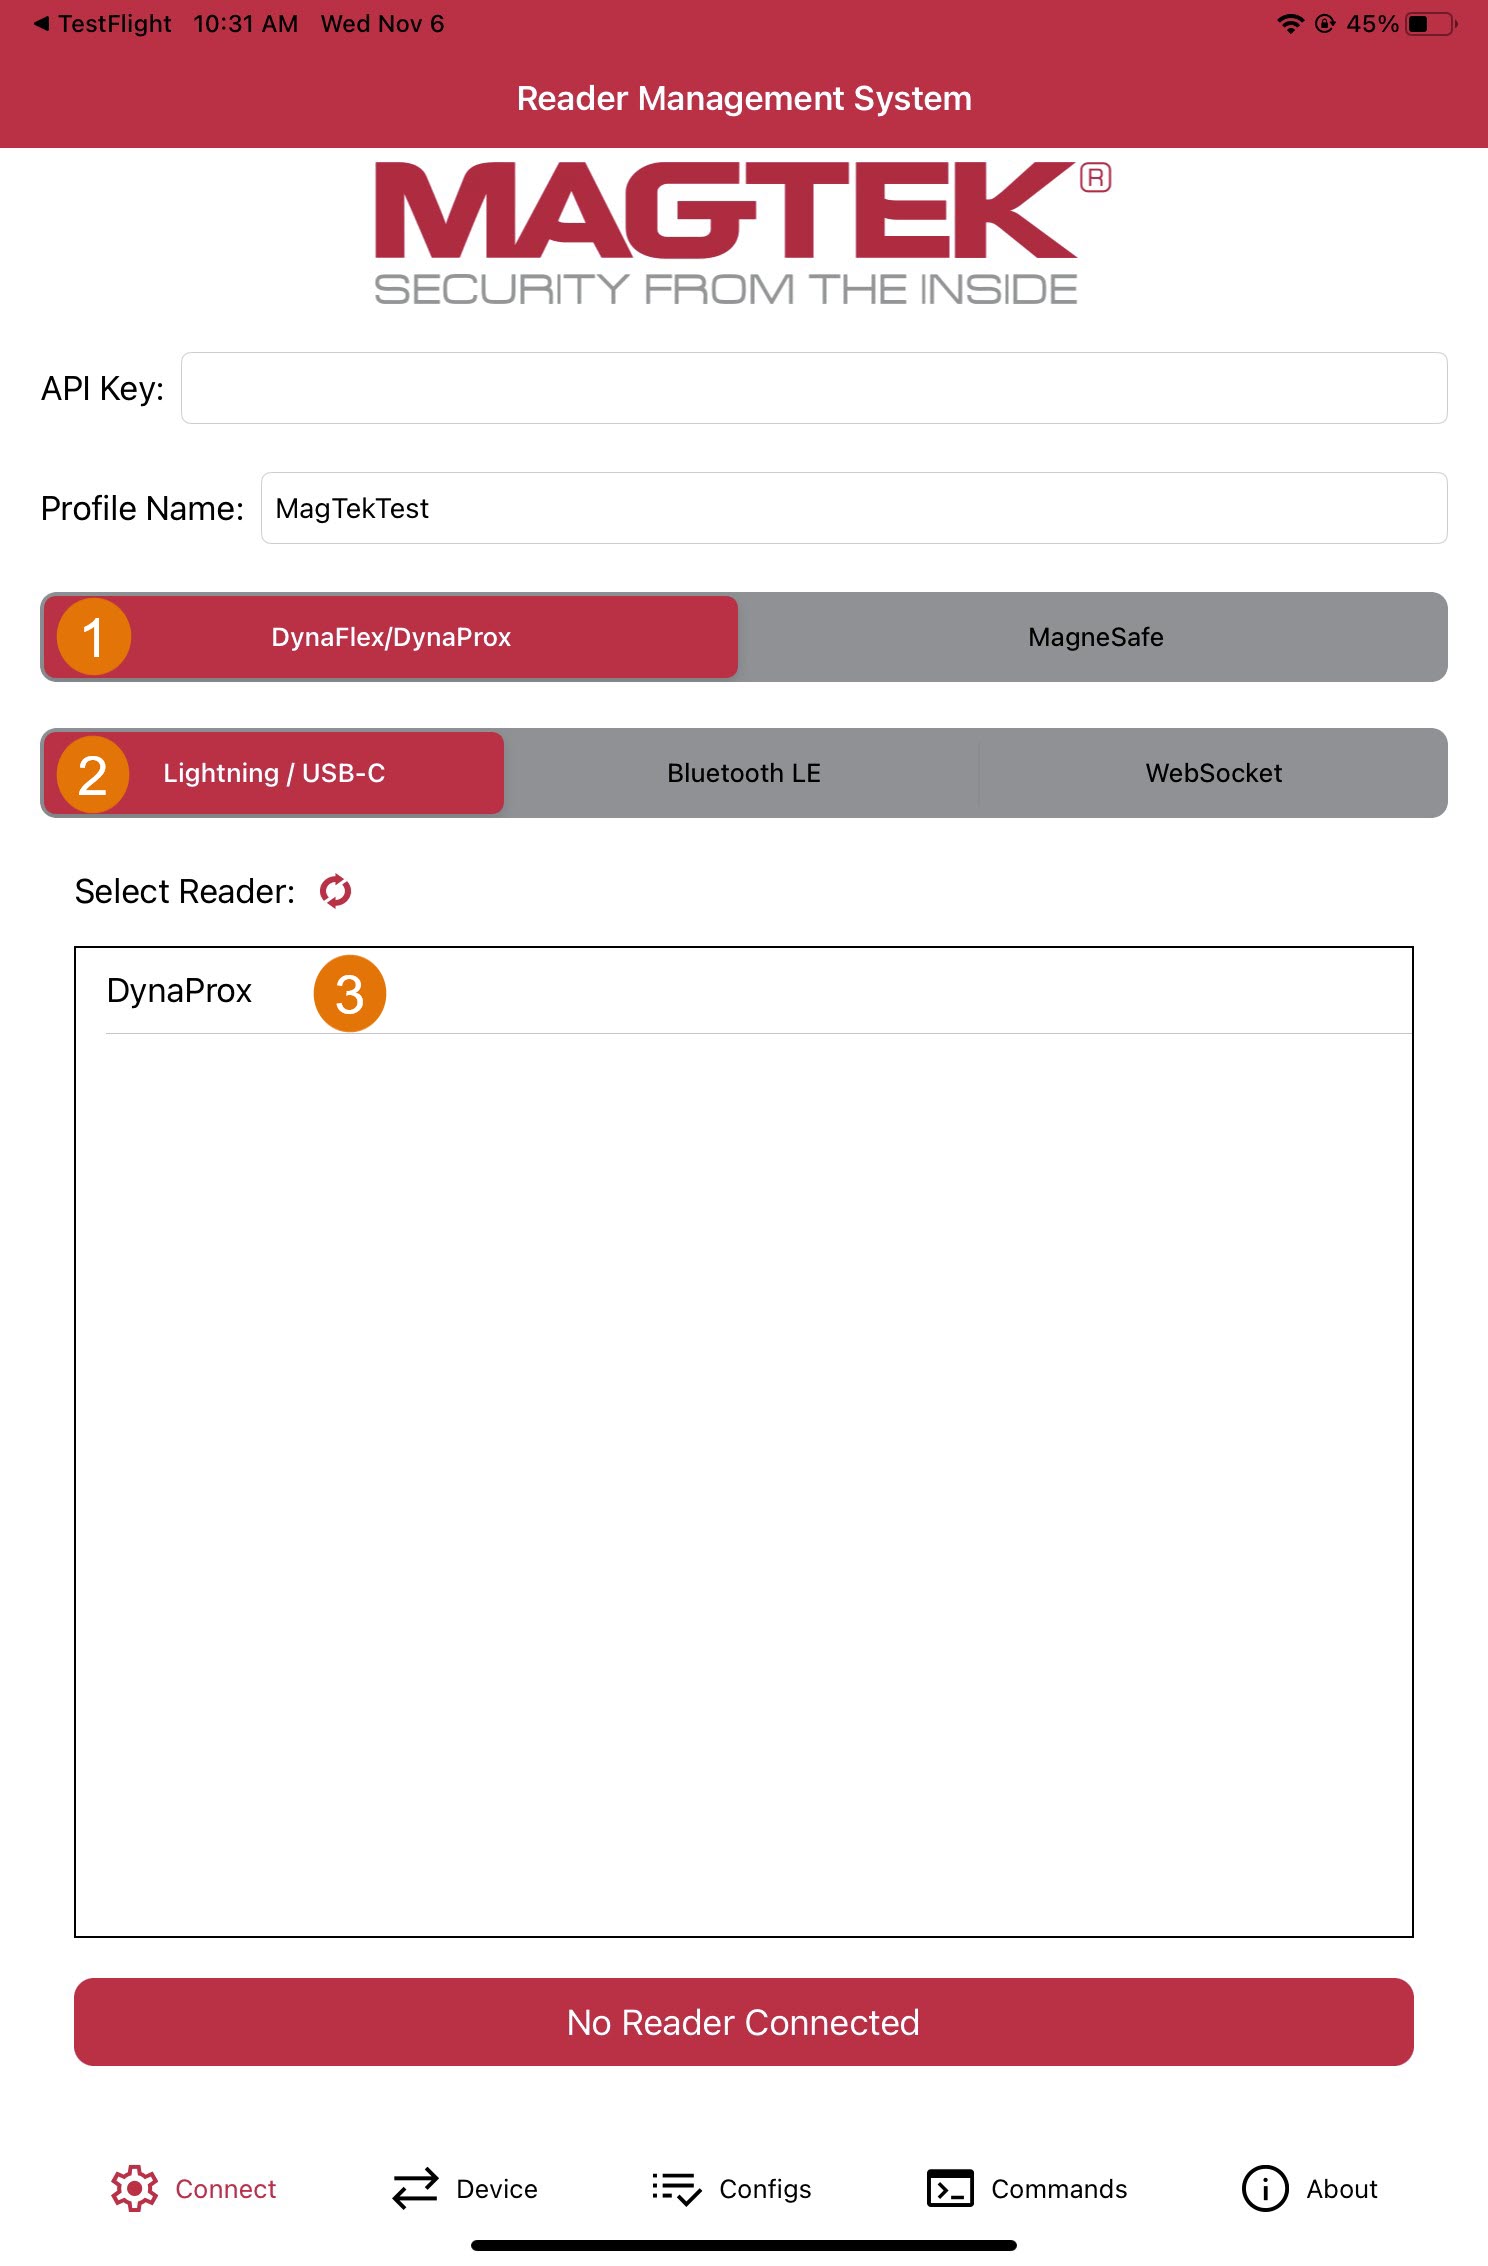 TestFlight 10:31 AM Wed Nov 6 45%
Reader Management System
MAGTEK®
SECURITY FROM THE INSIDE
API Key:
Profile Name: MagTekTest
1 DynaFlex/DynaProx MagneSafe
2 Lightning / USB-C Bluetooth LE WebSocket
Select Reader:
DynaProx 3
No Reader Connected
Connect Device Configs Commands About